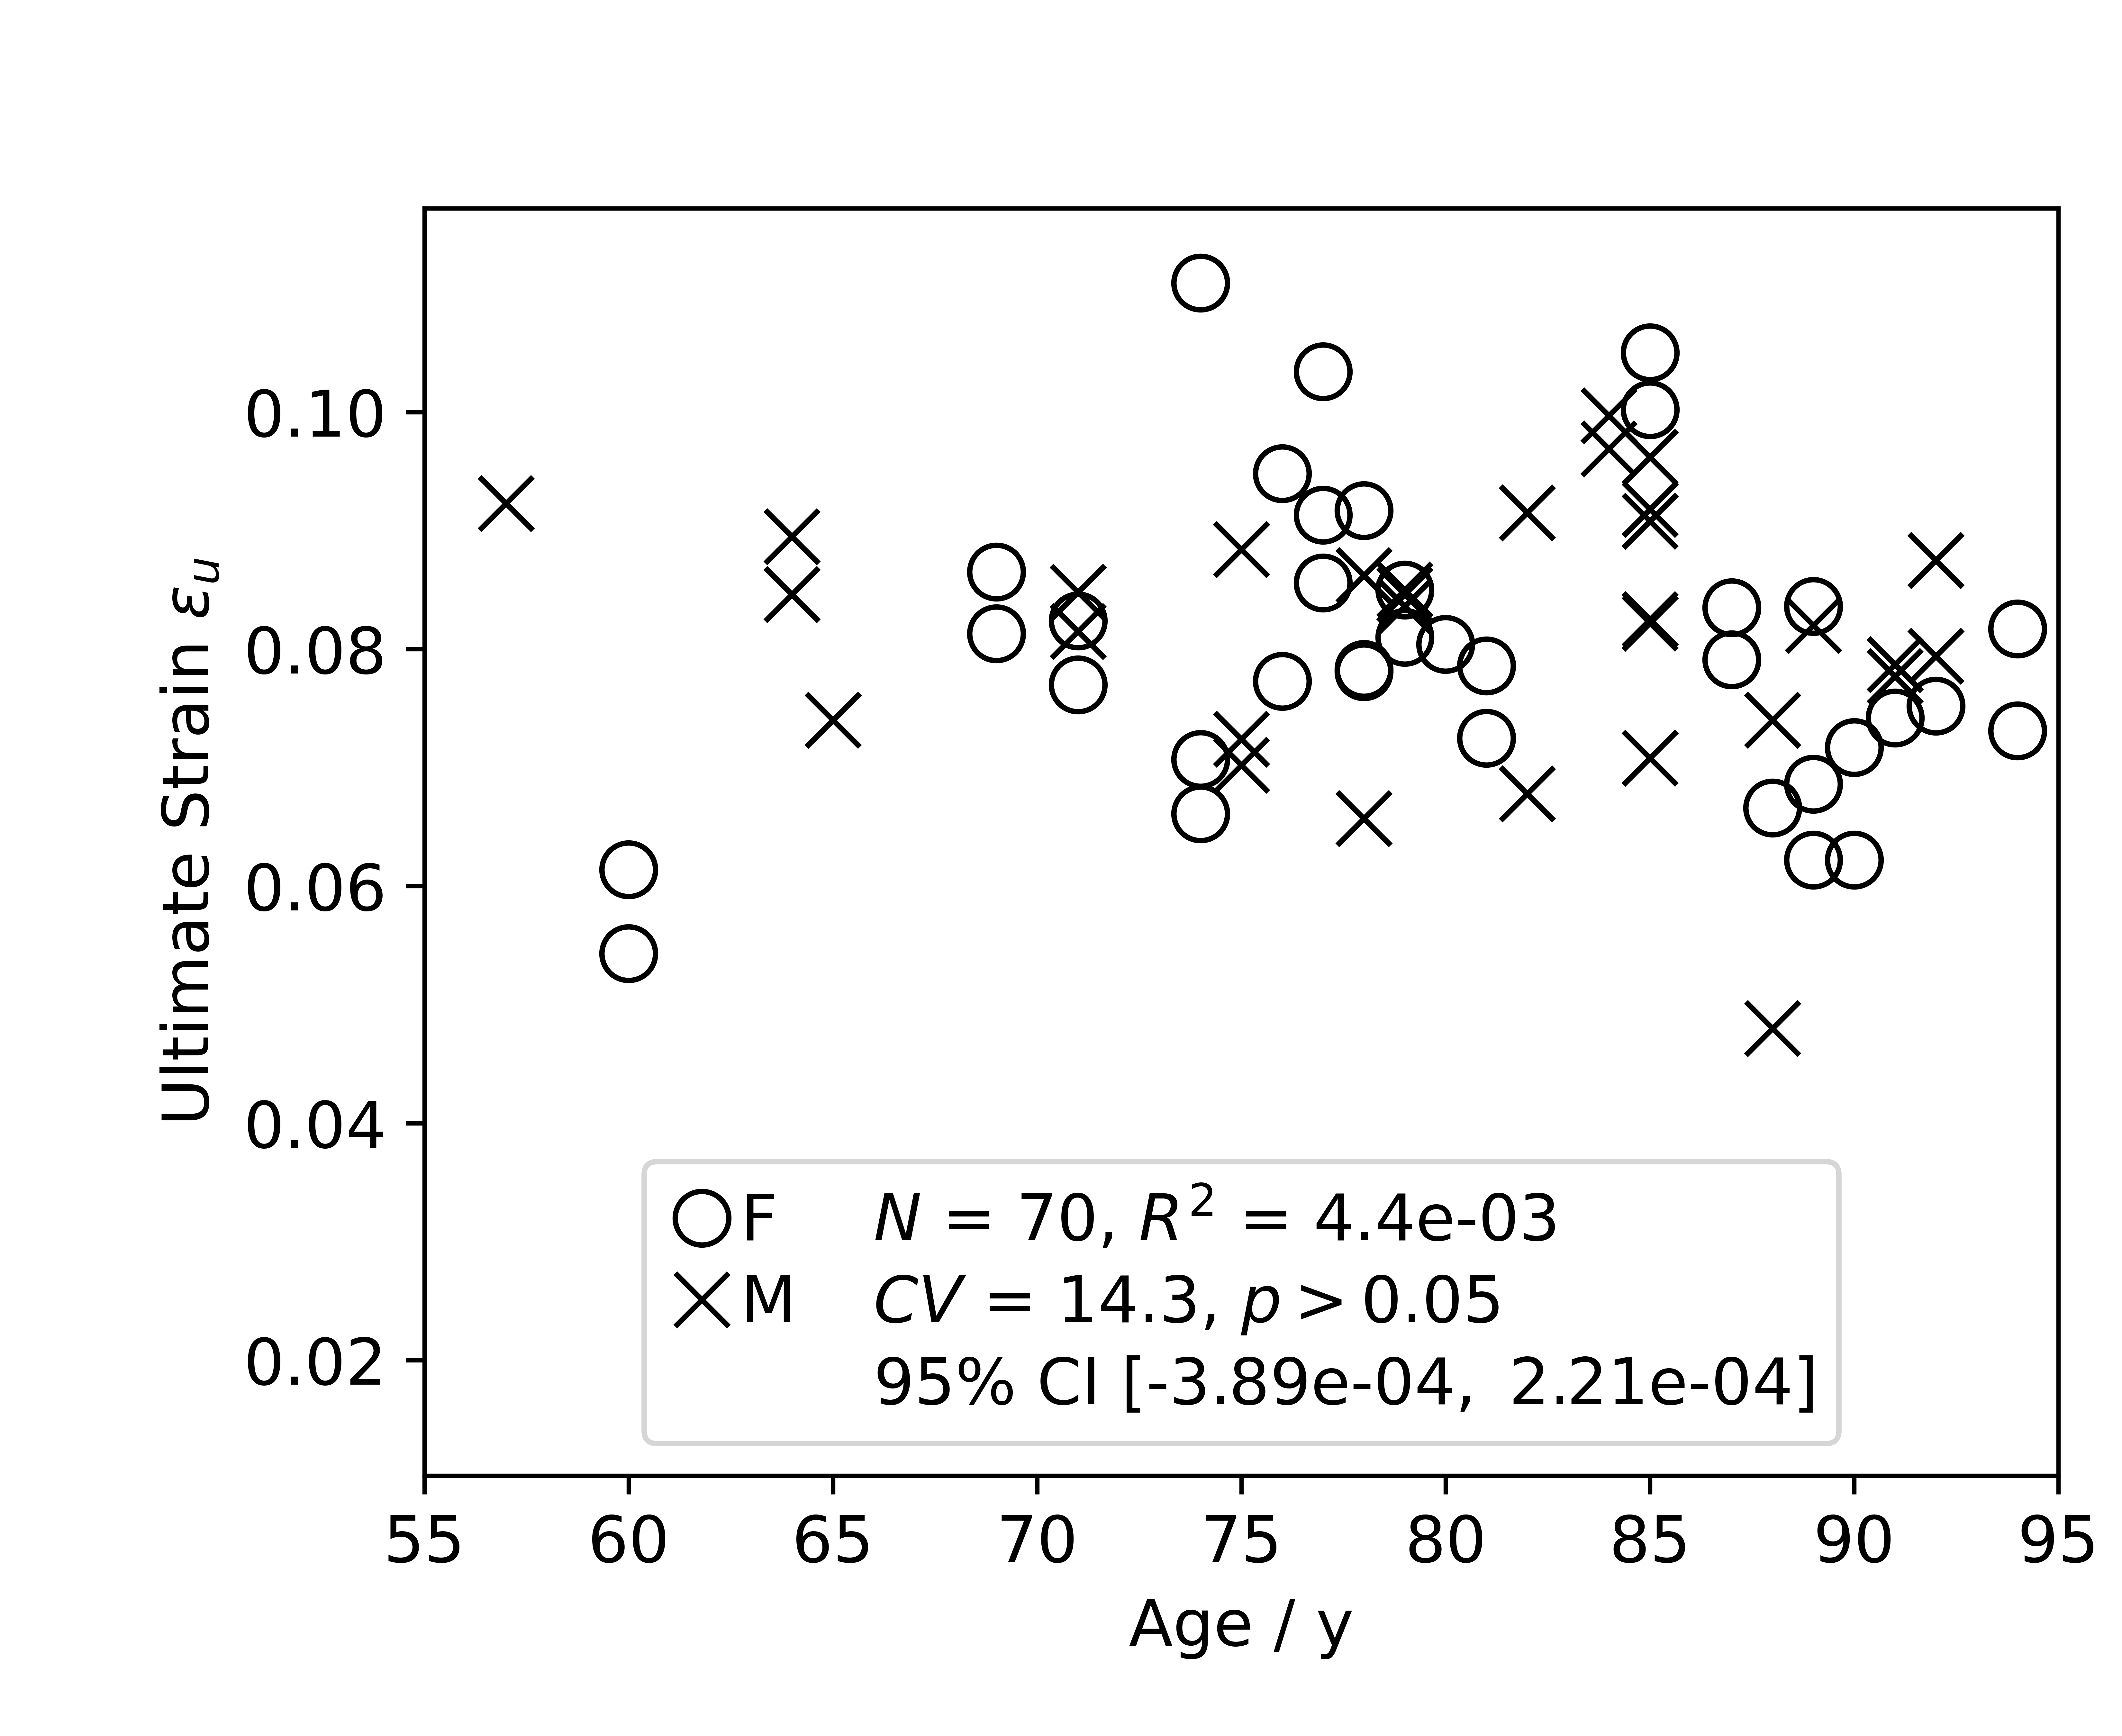 Ultimate Strain εu
0.10
0.08
0.06
0.04
0.02
F N = 70, R² = 4.4e-03
M CV = 14.3, p > 0.05
95% CI [-3.89e-04, 2.21e-04]
55 60 65 70 75 80 85 90 95
Age / y